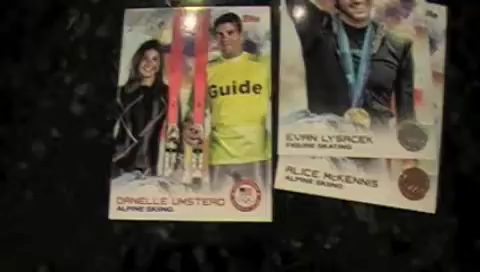 Guide
DANELLE UMSTEAD
ALPINE SKIING
EVAN LYSACEK
FIGURE SKATING
ALICE McKENNIS
ALPINE SKIING